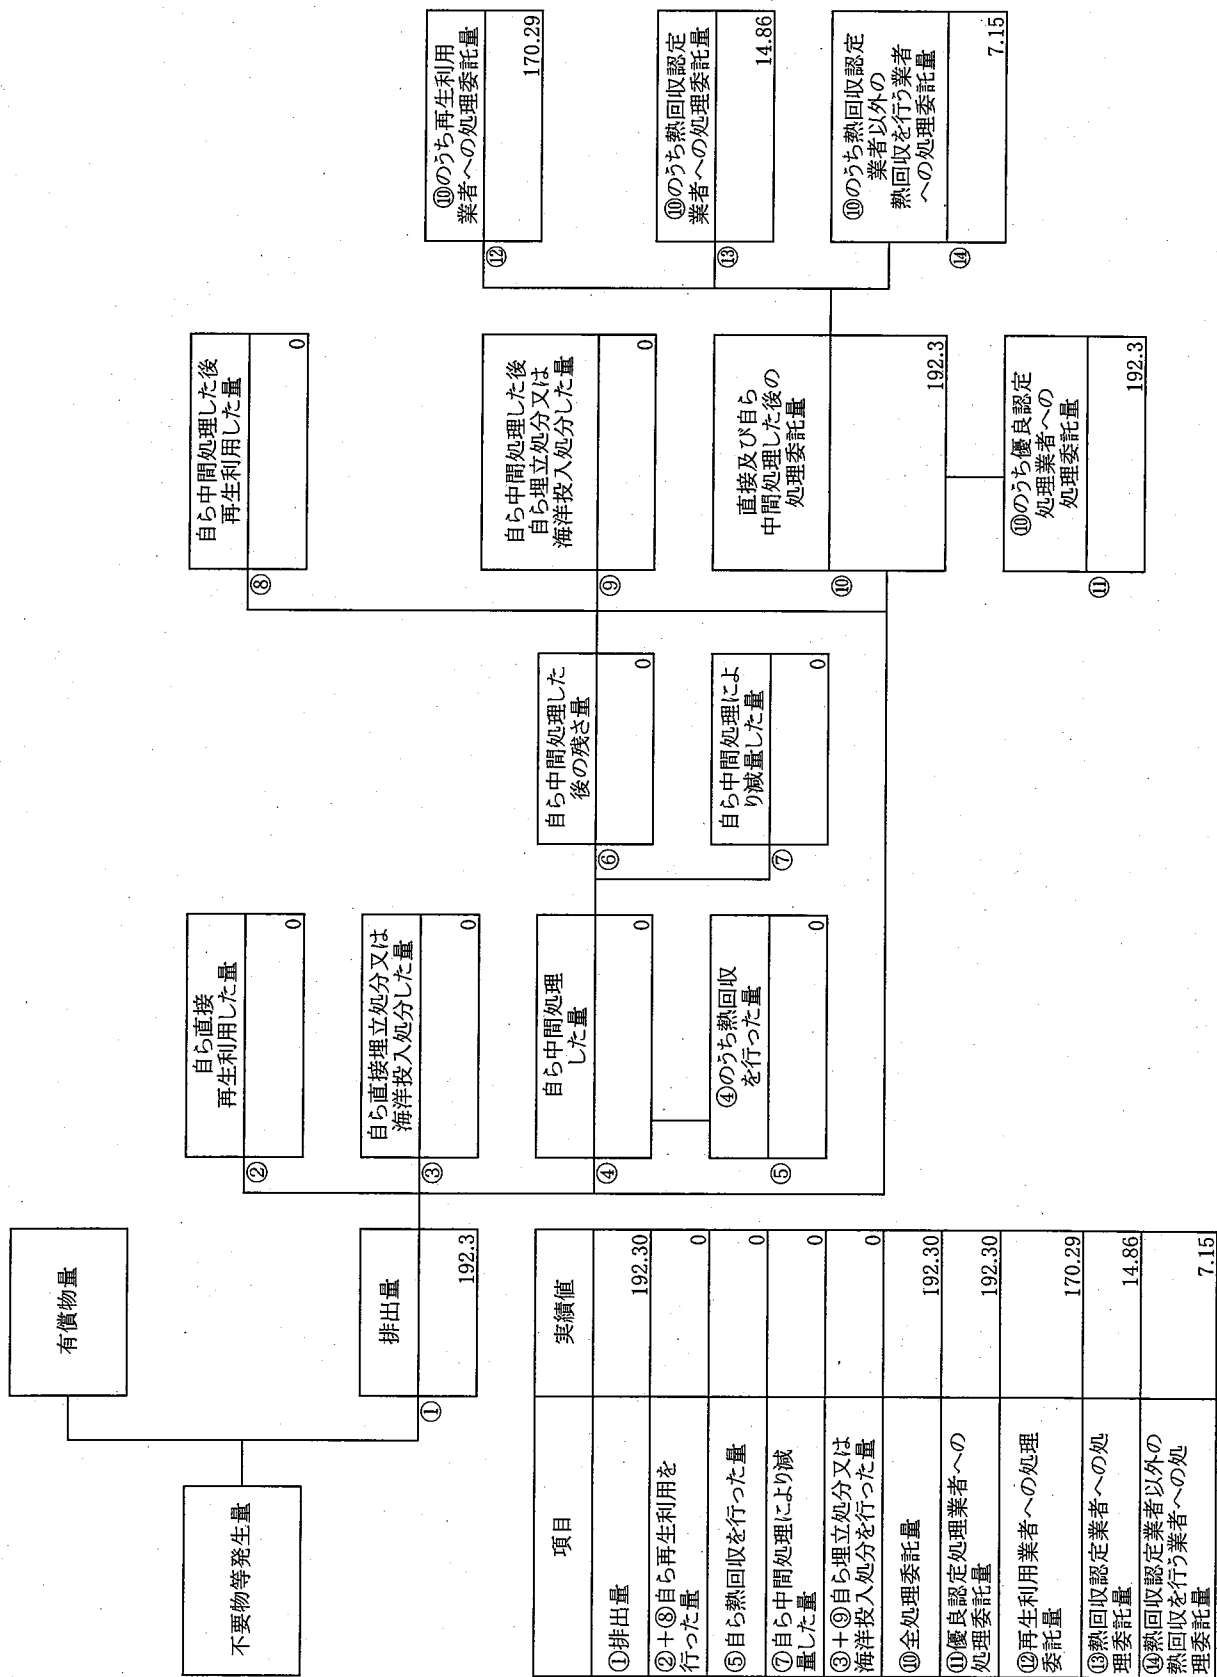 不要物等発生量
有償物量
①
排出量
192.3
②
自ら直接
再生利用した量
0
③
自ら直接埋立処分又は
海洋投入処分した量
0
④
自ら中間処理
した量
0
⑤
④のうち熱回収
を行った量
0
⑥
自ら中間処理した
後の残さ量
0
⑦
自ら中間処理によ
り減量した量
0
⑧
自ら中間処理した後
再生利用した量
0
⑨
自ら中間処理した後
自ら埋立処分又は
海洋投入処分した量
0
⑩
直接及び自ら
中間処理した後の
処理委託量
192.3
⑪
⑩のうち優良認定
処理業者への
処理委託量
192.3
⑫
⑩のうち再生利用
業者への処理委託量
170.29
⑬
⑩のうち熱回収認定
業者への処理委託量
14.86
⑭
⑩のうち熱回収認定
業者以外の
熱回収を行う業者
への処理委託量
7.15
項目 実績値
①排出量 192.30
②+⑧自ら再生利用を
行った量 0
⑤自ら熱回収を行った量 0
⑦自ら中間処理により減
量した量 0
③+⑨自ら埋立処分又は
海洋投入処分を行った量 0
⑩全処理委託量 192.30
⑪優良認定処理業者への
処理委託量 192.30
⑫再生利用業者への処理
委託量 170.29
⑬熱回収認定業者への処
理委託量 14.86
⑭熱回収認定業者以外の
熱回収を行う業者への処
理委託量 7.15